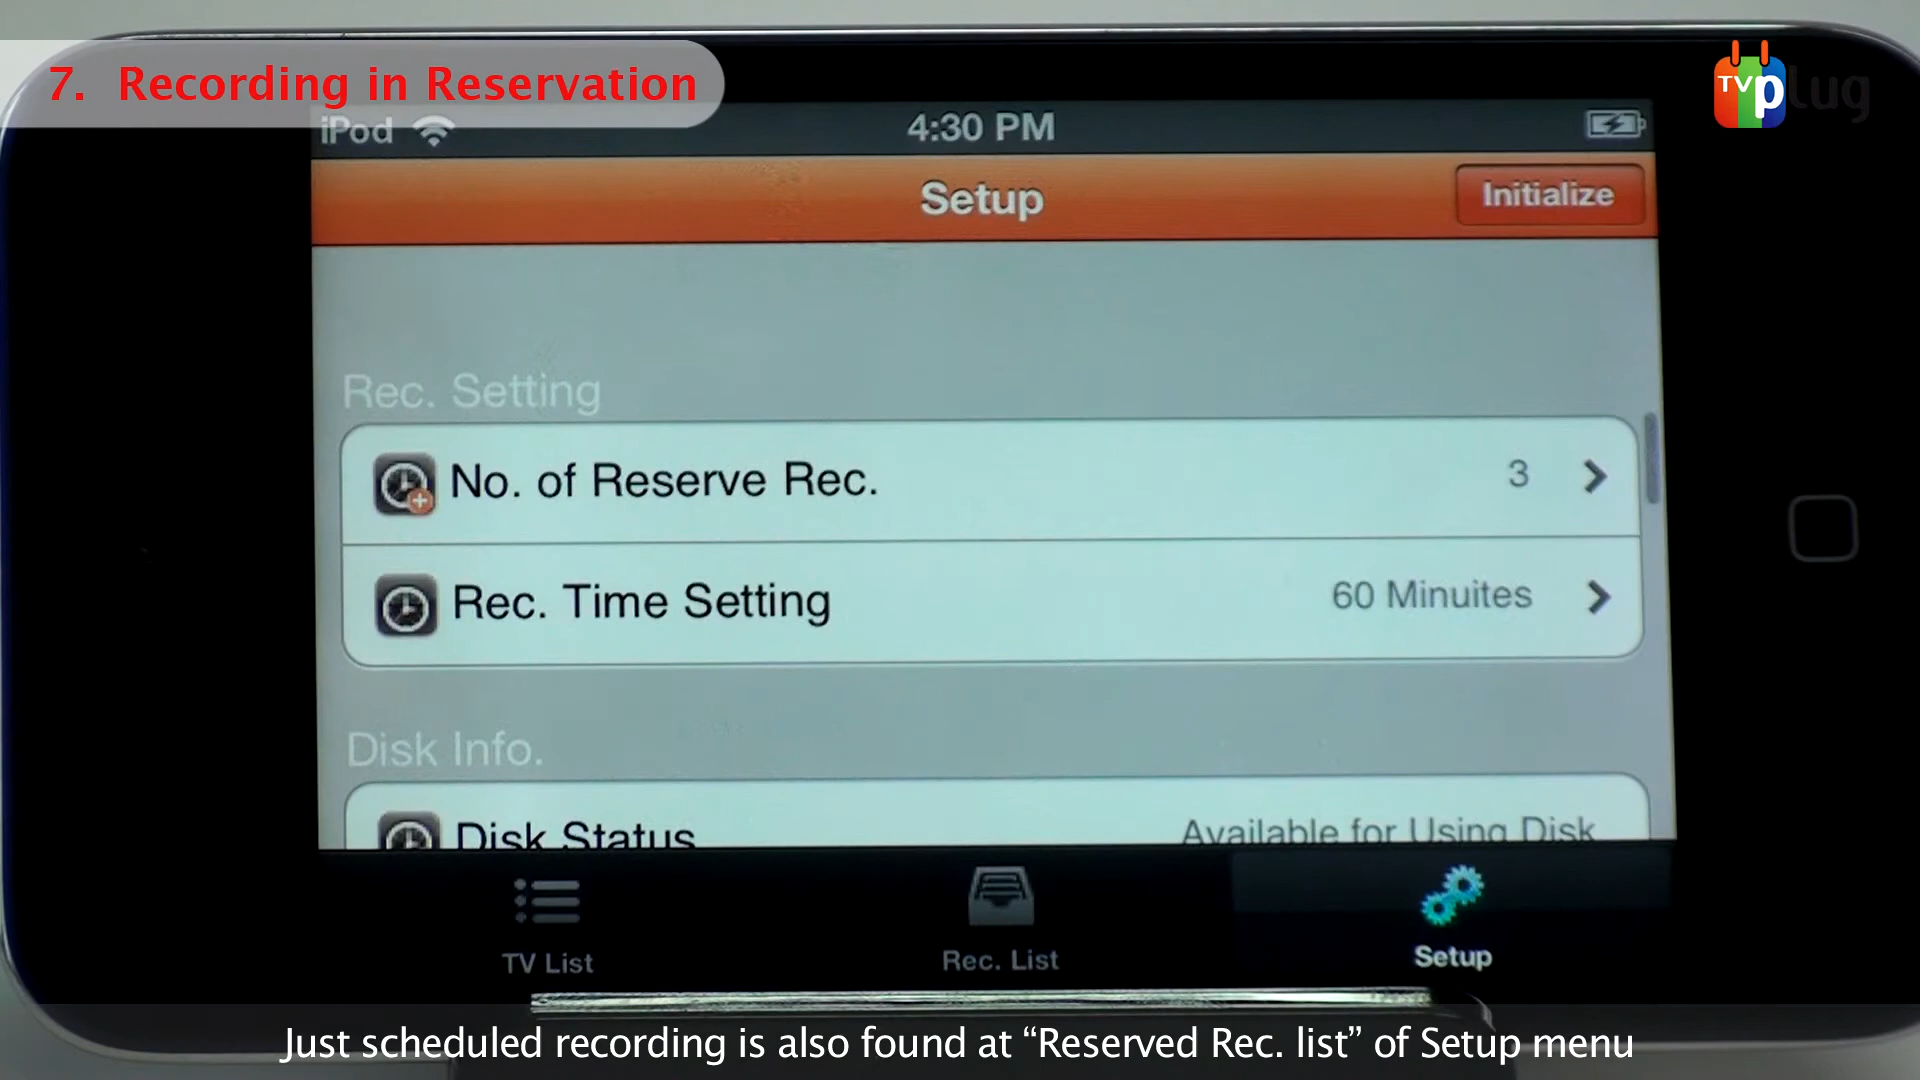 7. Recording in Reservation
TVplug
iPod 4:30 PM
Setup Initialize
Rec. Setting
No. of Reserve Rec. 3
Rec. Time Setting 60 Minuites
Disk Info.
Disk Status Available for Using Disk
TV List Rec. List Setup
Just scheduled recording is also found at “Reserved Rec. list” of Setup menu